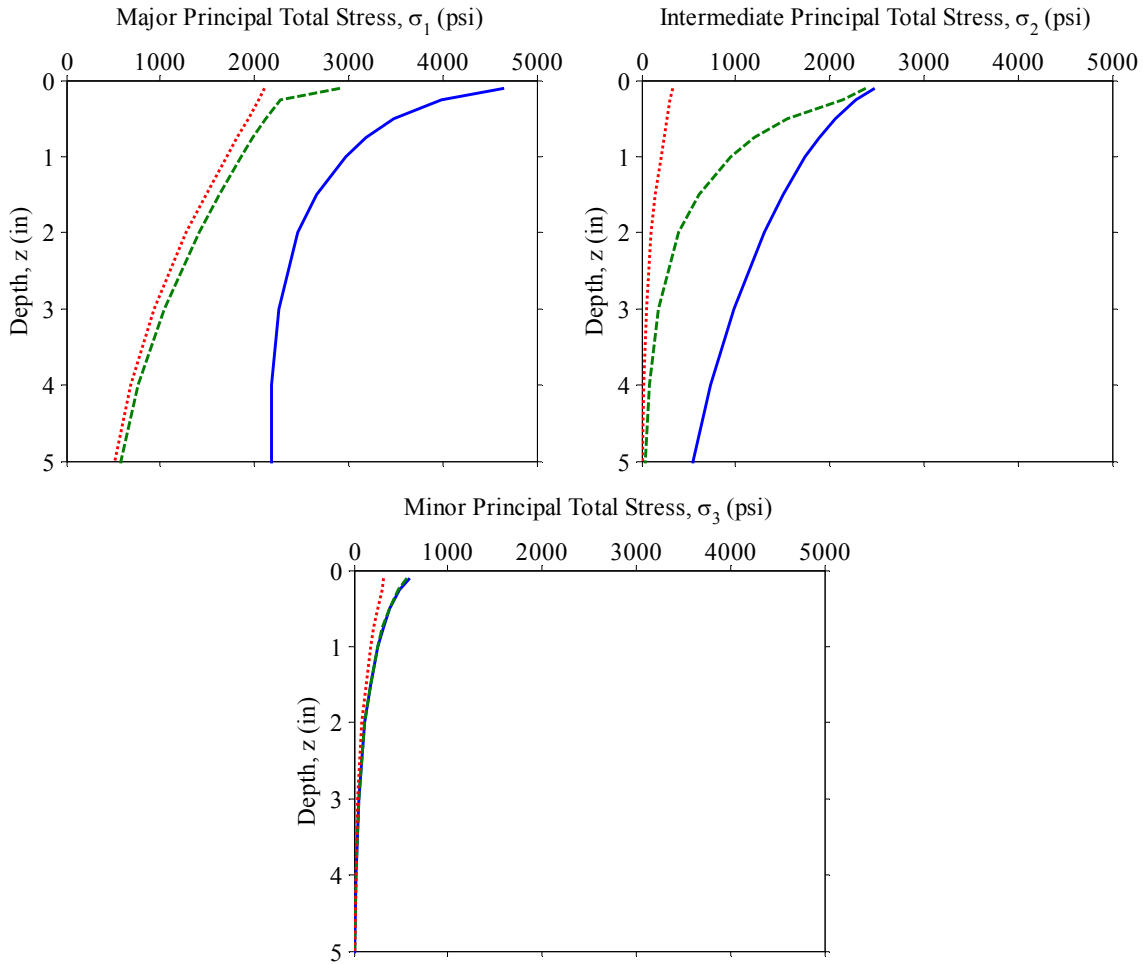 Major Principal Total Stress, σ1 (psi)
0 1000 2000 3000 4000 5000
0
1
2
3
4
5
Depth, z (in)
Intermediate Principal Total Stress, σ2 (psi)
0 1000 2000 3000 4000 5000
0
1
2
3
4
5
Depth, z (in)
Minor Principal Total Stress, σ3 (psi)
0 1000 2000 3000 4000 5000
0
1
2
3
4
5
Depth, z (in)